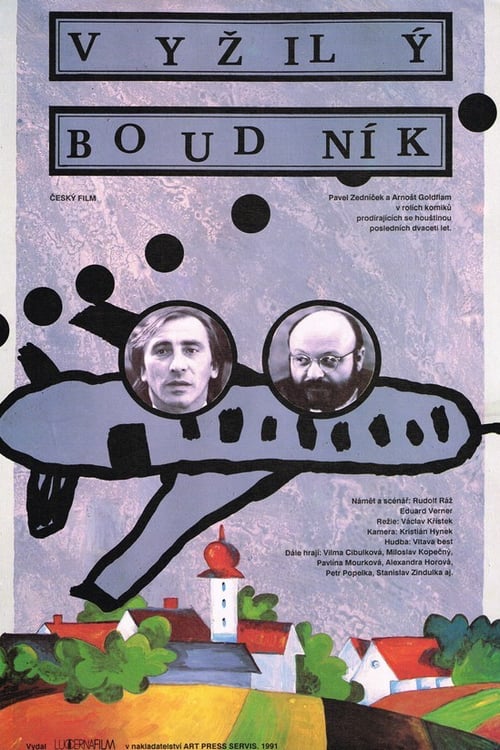 VYŽILÝ
BOUDNÍK
ČESKÝ FILM
Pavel Zedníček a Arnošt Goldflam
v rolích komiků
prodírajících se houštinou
posledních dvaceti let.
Námět a scénář: Rudolf Ráž
Eduard Verner
Režie: Václav Křístek
Kamera: Kristián Hynek
Hudba: Vltava best
Dále hrají: Vilma Cibulková, Miloslav Kopečný,
Pavlína Mourková, Alexandra Horová,
Petr Popelka, Stanislav Zindulka aj.
Vydal LUCERNAFILM v nakladatelství ART PRESS SERVIS. 1991